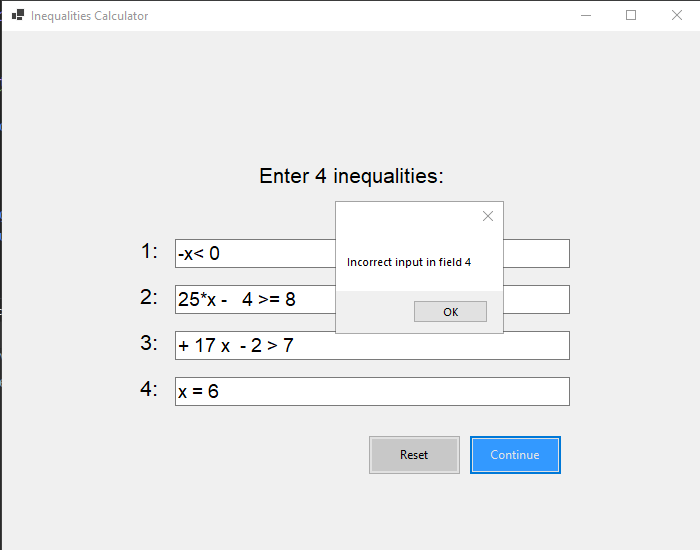 Inequalities Calculator
Enter 4 inequalities:
1: -x< 0
Incorrect input in field 4
2: 25*x -   4 >= 8
OK
3: + 17 x  - 2 > 7
4: x = 6
Reset
Continue